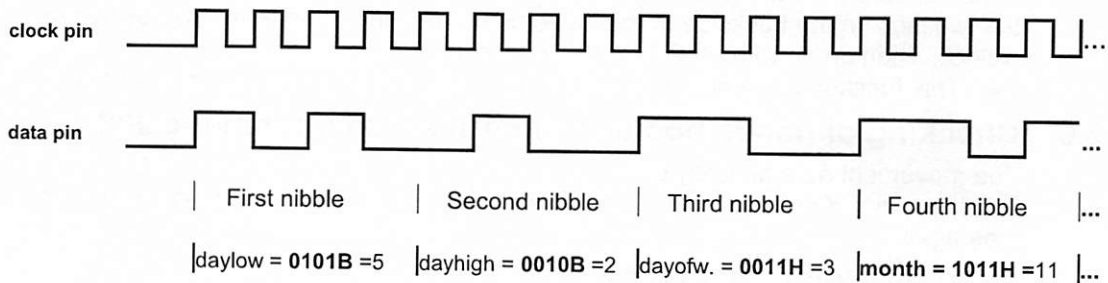 clock pin
...
data pin
...
First nibble Second nibble Third nibble Fourth nibble ...
daylow = 0101B =5 dayhigh = 0010B =2 dayofw. = 0011H =3 month = 1011H =11 ...